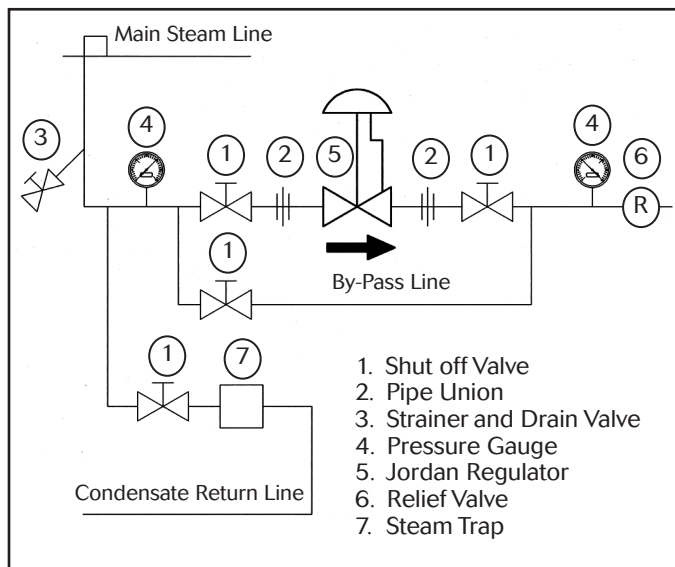 Main Steam Line
3
4
1
2
5
2
1
4
6
R
1
By-Pass Line
1
7
1. Shut off Valve
2. Pipe Union
3. Strainer and Drain Valve
4. Pressure Gauge
5. Jordan Regulator
6. Relief Valve
7. Steam Trap
Condensate Return Line